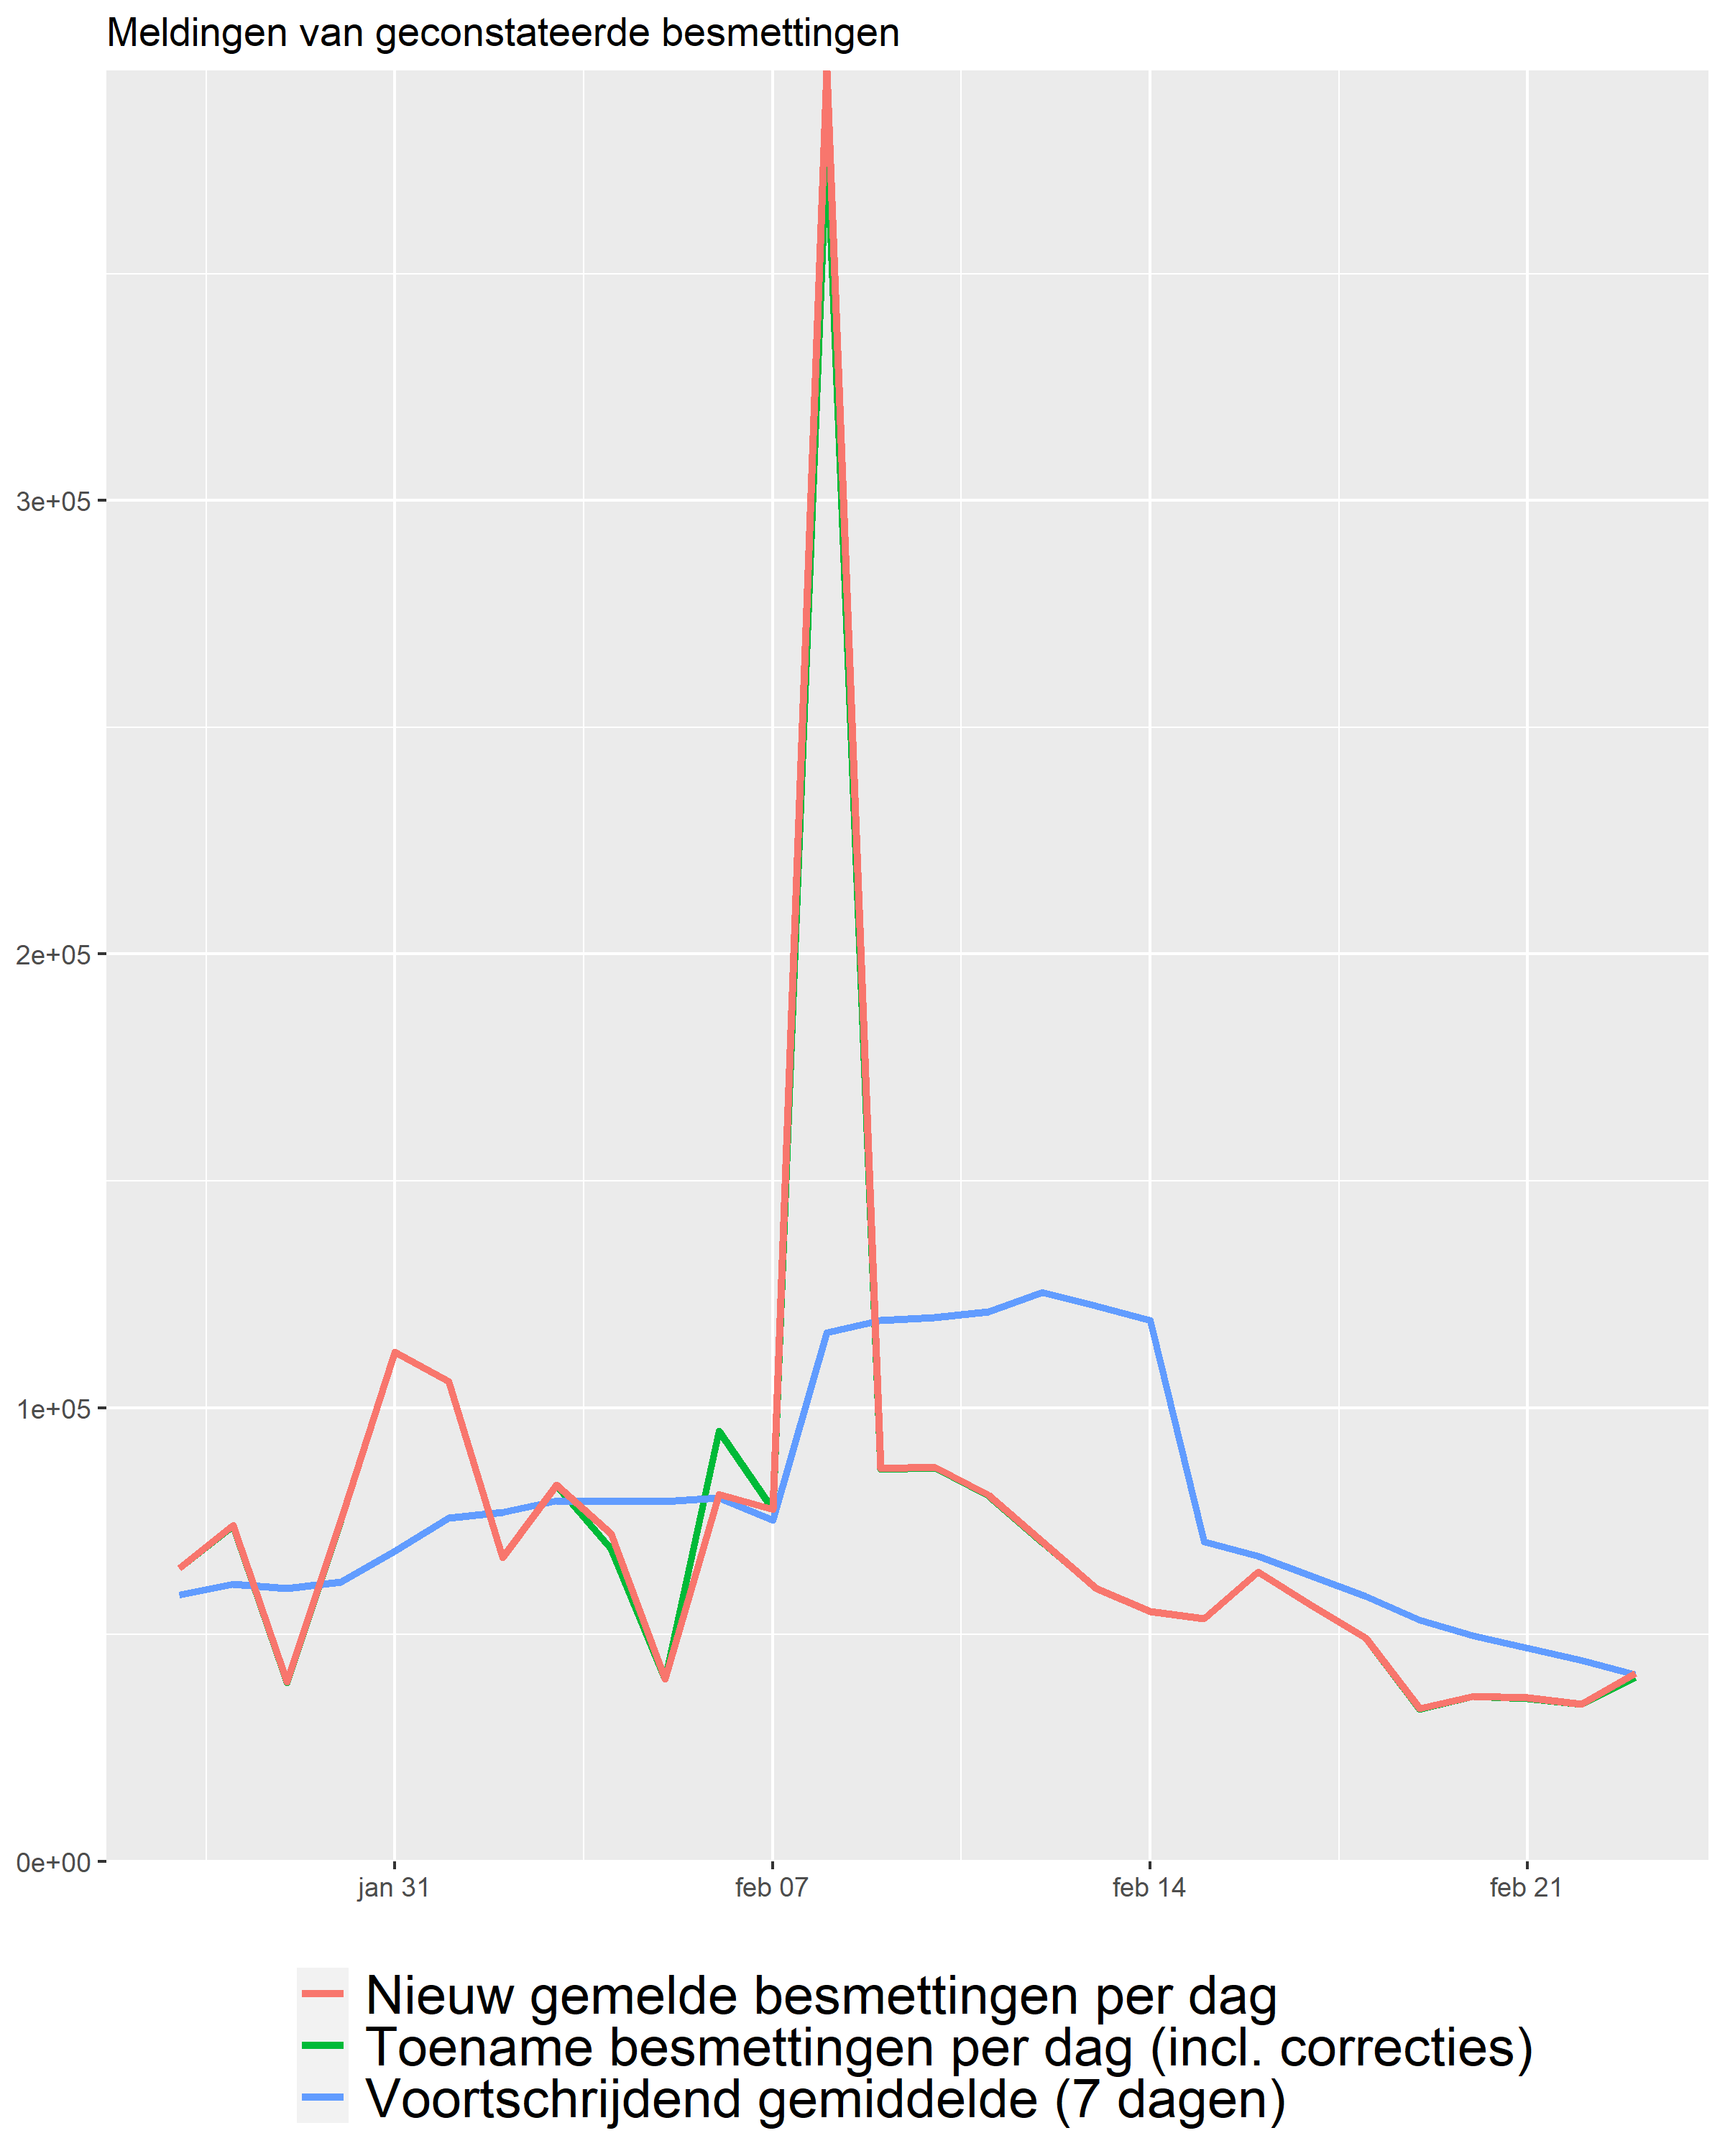 Meldingen van geconstateerde besmettingen
3e+05
2e+05
1e+05
0e+00
jan 31 feb 07 feb 14 feb 21
Nieuw gemelde besmettingen per dag
Toename besmettingen per dag (incl. correcties)
Voortschrijdend gemiddelde (7 dagen)